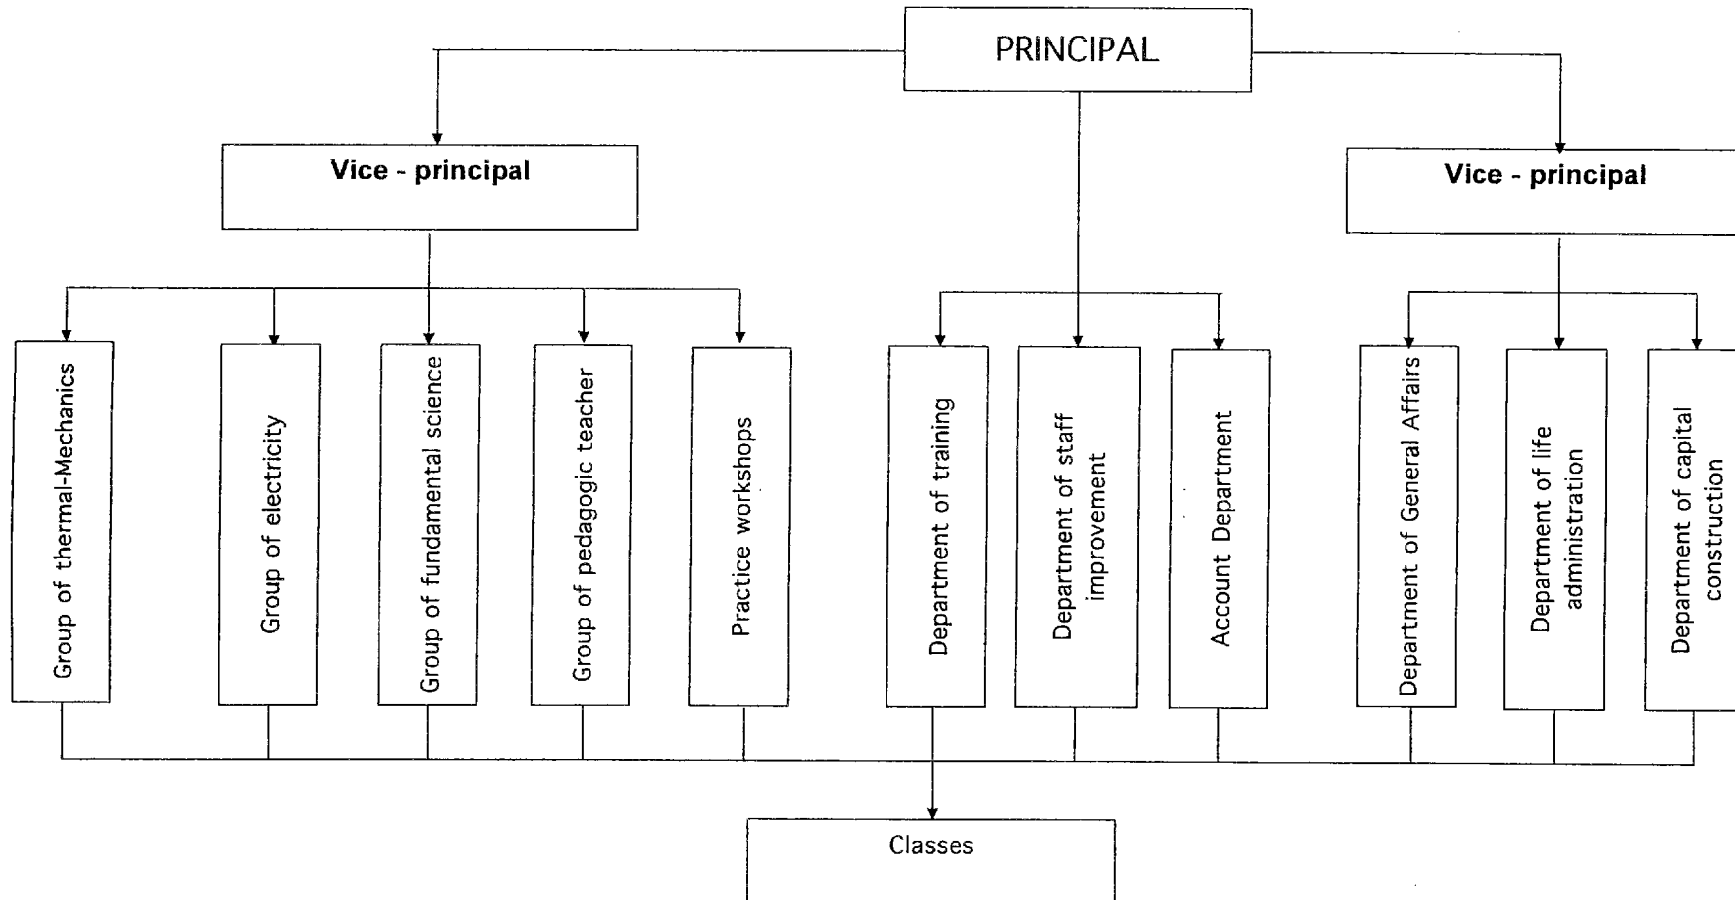 PRINCIPAL
Vice - principal
Vice - principal
Group of thermal-Mechanics
Group of electricity
Group of fundamental science
Group of pedagogic teacher
Practice workshops
Department of training
Department of staff
improvement
Account Department
Department of General Affairs
Department of life
administration
Department of capital
construction
Classes